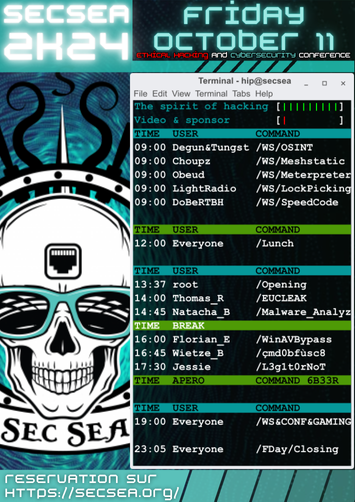 SECSEA
2K24
FRIDAY
OCTOBER 11
ETHICAL HACKING AND CYBERSECURITY CONFERENCE
Terminal - hip@secsea
File Edit View Terminal Tabs Help
The spirit of hacking [|||||||||]
Video & sponsor [| ]
TIME USER COMMAND
09:00 Degun&Tungst /WS/OSINT
09:00 Choupz /WS/Meshstatic
09:00 Obeud /WS/Meterpreter
09:00 LightRadio /WS/LockPicking
09:00 DoBeRTBH /WS/SpeedCode
TIME USER COMMAND
12:00 Everyone /Lunch
TIME USER COMMAND
13:37 root /Opening
14:00 Thomas_R /EUCLEAK
14:45 Natacha_B /Malware_Analyz
TIME BREAK
16:00 Florian_E /WinAVBypass
16:45 Wietze_B /çmd0bfùsc8
17:30 Jessie /L3g1t0rNoT
TIME APERO COMMAND 6B33R
TIME USER COMMAND
19:00 Everyone /WS&CONF&GAMING
23:05 Everyone /FDay/Closing
SEC SEA
RESERVATION SUR
HTTPS://SECSEA.ORG/